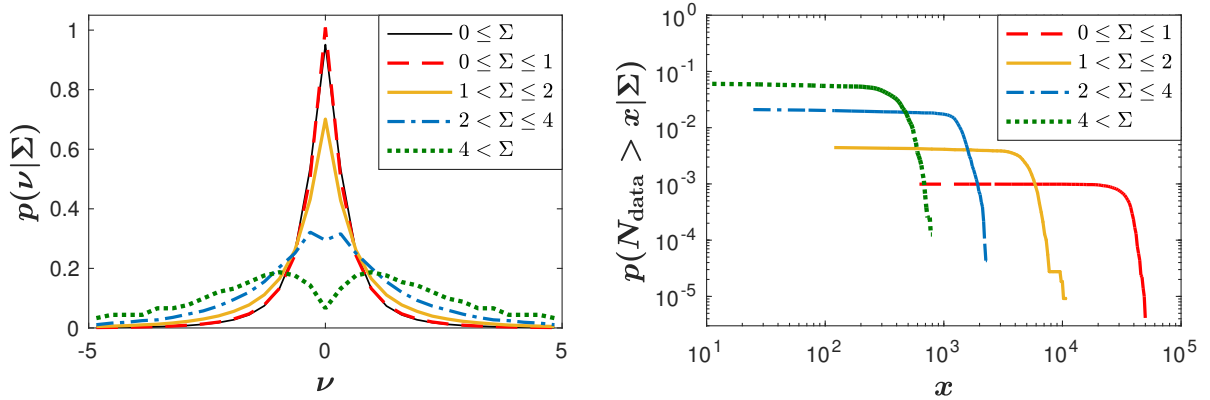 1
0.8
0.6
0.4
0.2
0
p(ν|Σ)
0 ≤ Σ
0 ≤ Σ ≤ 1
1 < Σ ≤ 2
2 < Σ ≤ 4
4 < Σ
-5 0 5
ν
10^0
10^-1
10^-2
10^-3
10^-4
10^-5
p(N_data > x|Σ)
0 ≤ Σ ≤ 1
1 < Σ ≤ 2
2 < Σ ≤ 4
4 < Σ
10^1 10^2 10^3 10^4 10^5
x